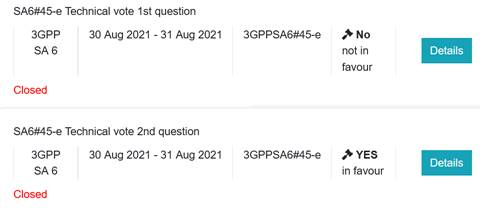 SA6#45-e Technical vote 1st question
3GPP 30 Aug 2021 - 31 Aug 2021 3GPPSA6#45-e No
SA 6 not in
favour
Details
Closed
SA6#45-e Technical vote 2nd question
3GPP 30 Aug 2021 - 31 Aug 2021 3GPPSA6#45-e YES
SA 6 in favour
Details
Closed